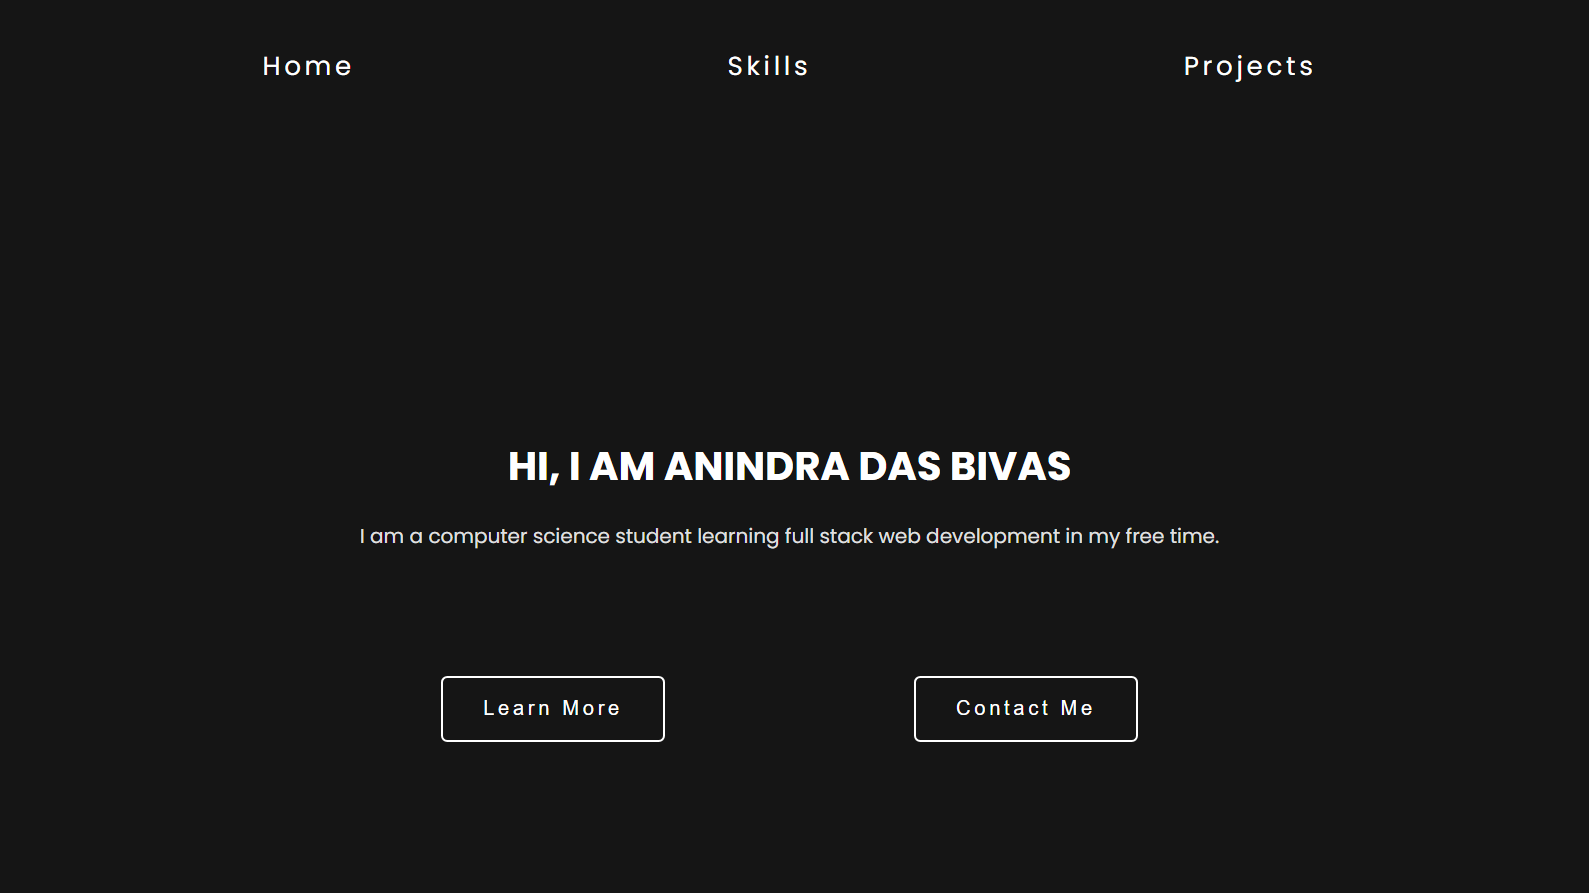 Home Skills Projects
HI, I AM ANINDRA DAS BIVAS
I am a computer science student learning full stack web development in my free time.
Learn More Contact Me